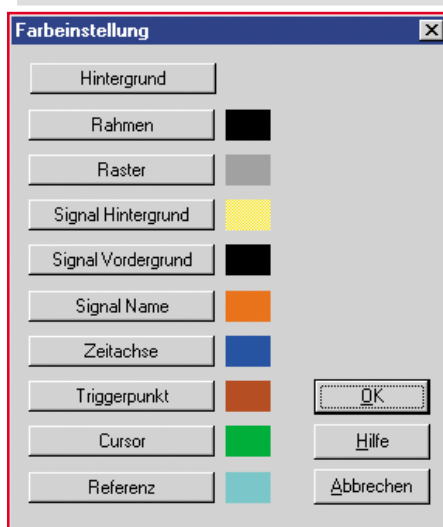 Farbeinstellung
Hintergrund
Rahmen
Raster
Signal Hintergrund
Signal Vordergrund
Signal Name
Zeitachse
Triggerpunkt
Cursor
Referenz
OK
Hilfe
Abbrechen